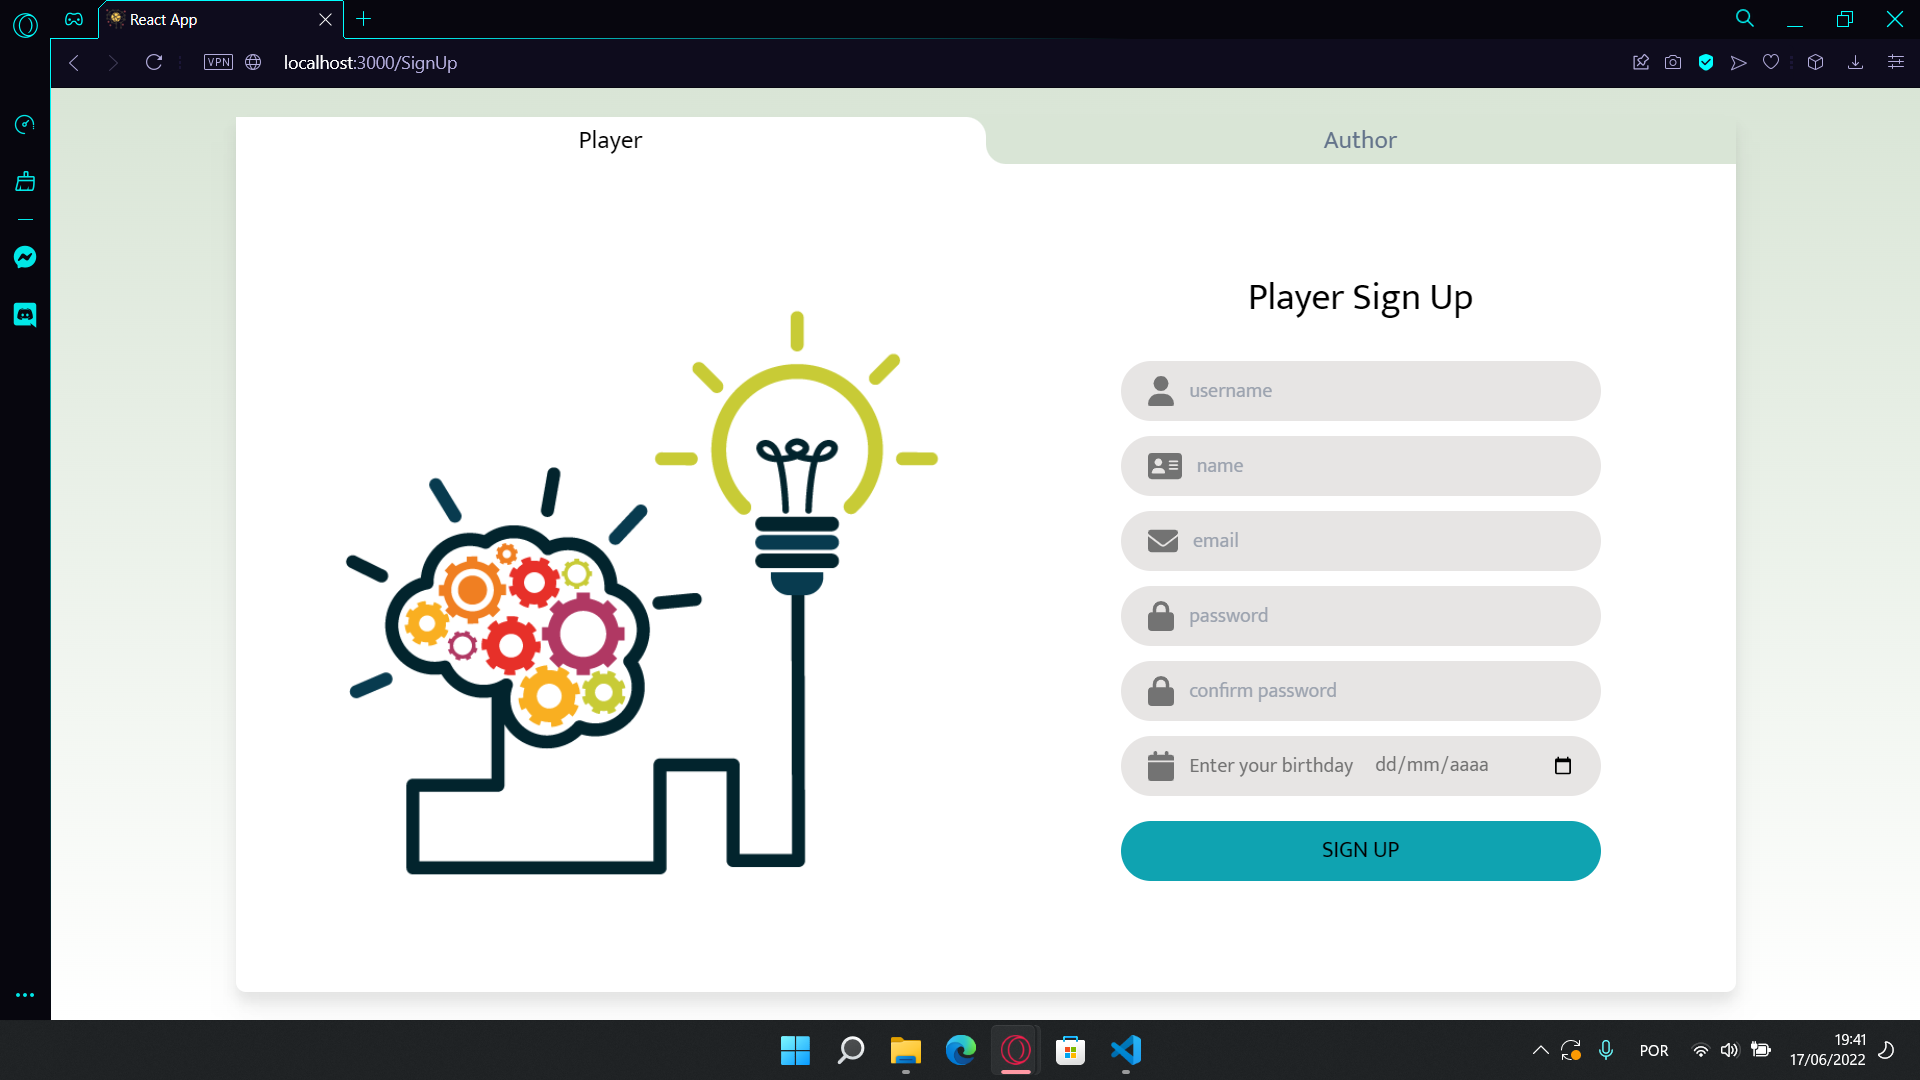 React App
VPN
localhost:3000/SignUp
Player
Author
Player Sign Up
username
name
email
password
confirm password
Enter your birthday dd/mm/aaaa
SIGN UP
POR
19:41
17/06/2022